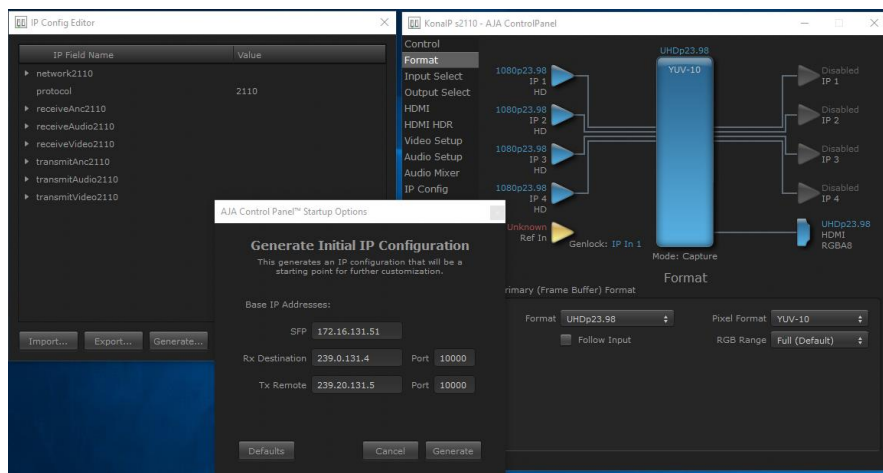 IP Config Editor
IP Field Name Value
network2110
protocol 2110
receiveAnc2110
receiveAudio2110
receiveVideo2110
transmitAnc2110
transmitAudio2110
transmitVideo2110
Import... Export... Generate...
KonaIP s2110 - AJA ControlPanel
Control
Format
Input Select
Output Select
HDMI
HDMI HDR
Video Setup
Audio Setup
Audio Mixer
IP Config
UHDp23.98
YUV-10
1080p23.98
IP 1
HD
1080p23.98
IP 2
HD
1080p23.98
IP 3
HD
1080p23.98
IP 4
HD
Unknown
Ref In
Genlock: IP In 1
Mode: Capture
Disabled
IP 1
Disabled
IP 2
Disabled
IP 3
Disabled
IP 4
UHDp23.98
HDMI
RGBA8
Format
rimary (Frame Buffer) Format
Format UHDp23.98 Pixel Format YUV-10
Follow Input RGB Range Full (Default)
AJA Control Panel™ Startup Options
Generate Initial IP Configuration
This generates an IP configuration that will be a
starting point for further customization.
Base IP Addresses:
SFP 172.16.131.51
Rx Destination 239.0.131.4 Port 10000
Tx Remote 239.20.131.5 Port 10000
Defaults Cancel Generate